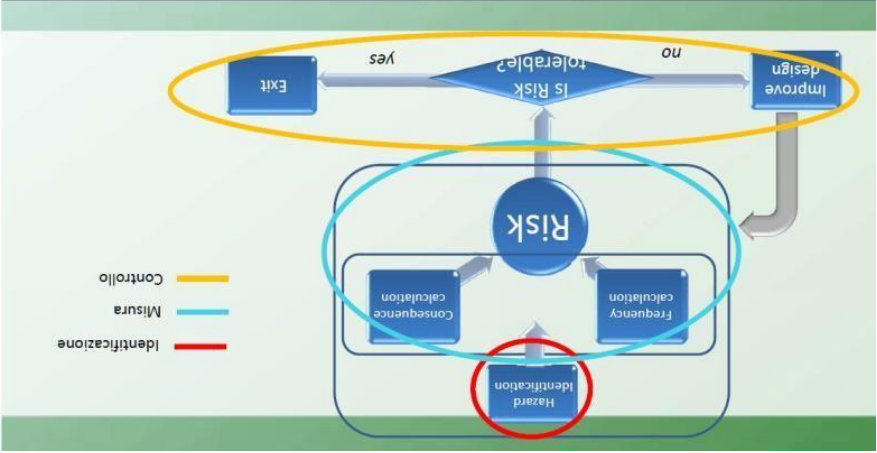 Hazard
Identification
Frequency
calculation
Consequence
calculation
Risk
Identificazione
Misura
Controllo
Improve
design
no
Is Risk
tolerable?
yes
Exit